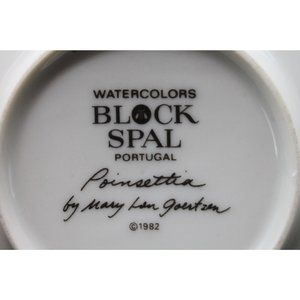 WATERCOLORS
BLOCK
SPAL
PORTUGAL
Poinsettia
by Mary Lou Goertzen
©1982